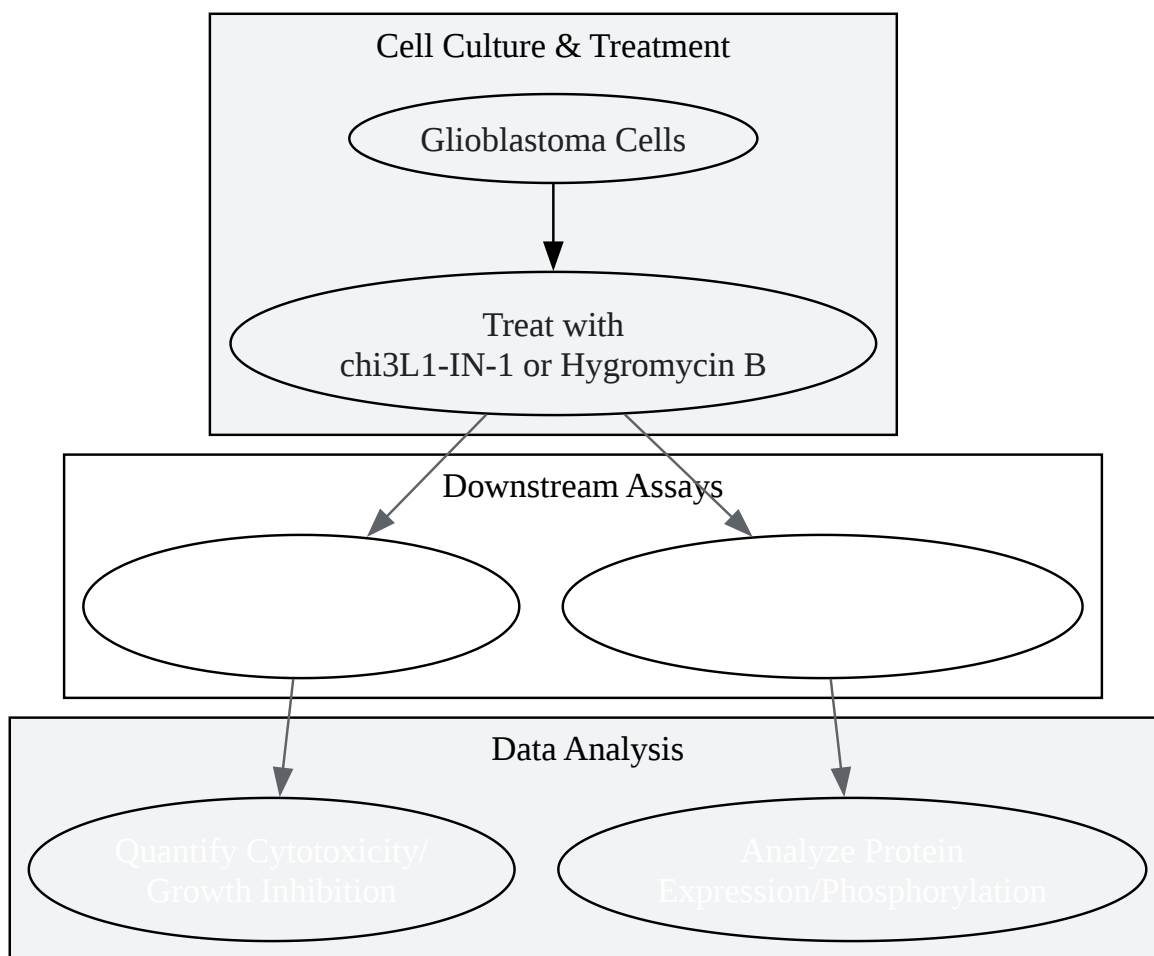 Cell Culture & Treatment
Glioblastoma Cells
Treat with
chi3L1-IN-1 or Hygromycin B
Downstream Assays
Data Analysis
Quantify Cytotoxicity/
Growth Inhibition
Analyze Protein
Expression/Phosphorylation